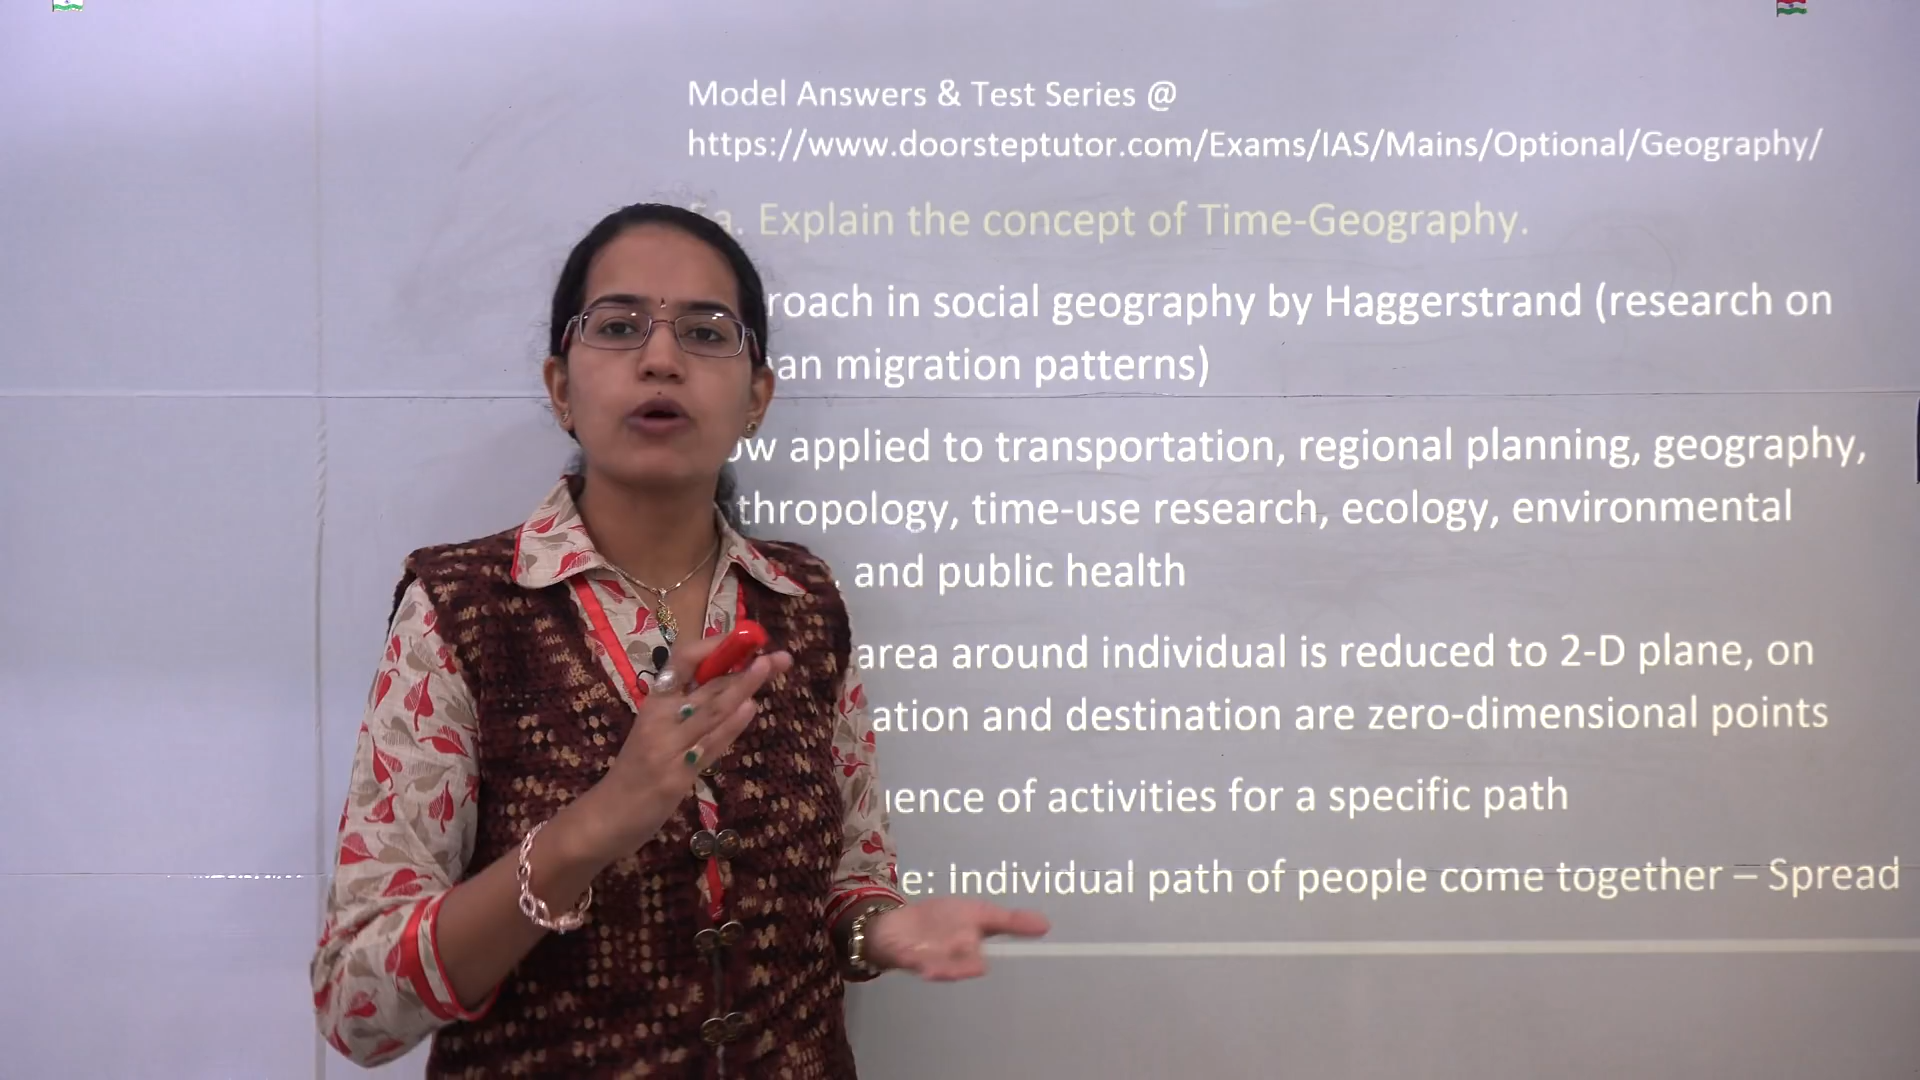 Model Answers & Test Series @
https://www.doorsteptutor.com/Exams/IAS/Mains/Optional/Geography/
a. Explain the concept of Time-Geography.
roach in social geography by Haggerstrand (research on
an migration patterns)
ow applied to transportation, regional planning, geography,
thropology, time-use research, ecology, environmental
. and public health
area around individual is reduced to 2-D plane, on
ation and destination are zero-dimensional points
uence of activities for a specific path
e: Individual path of people come together – Spread